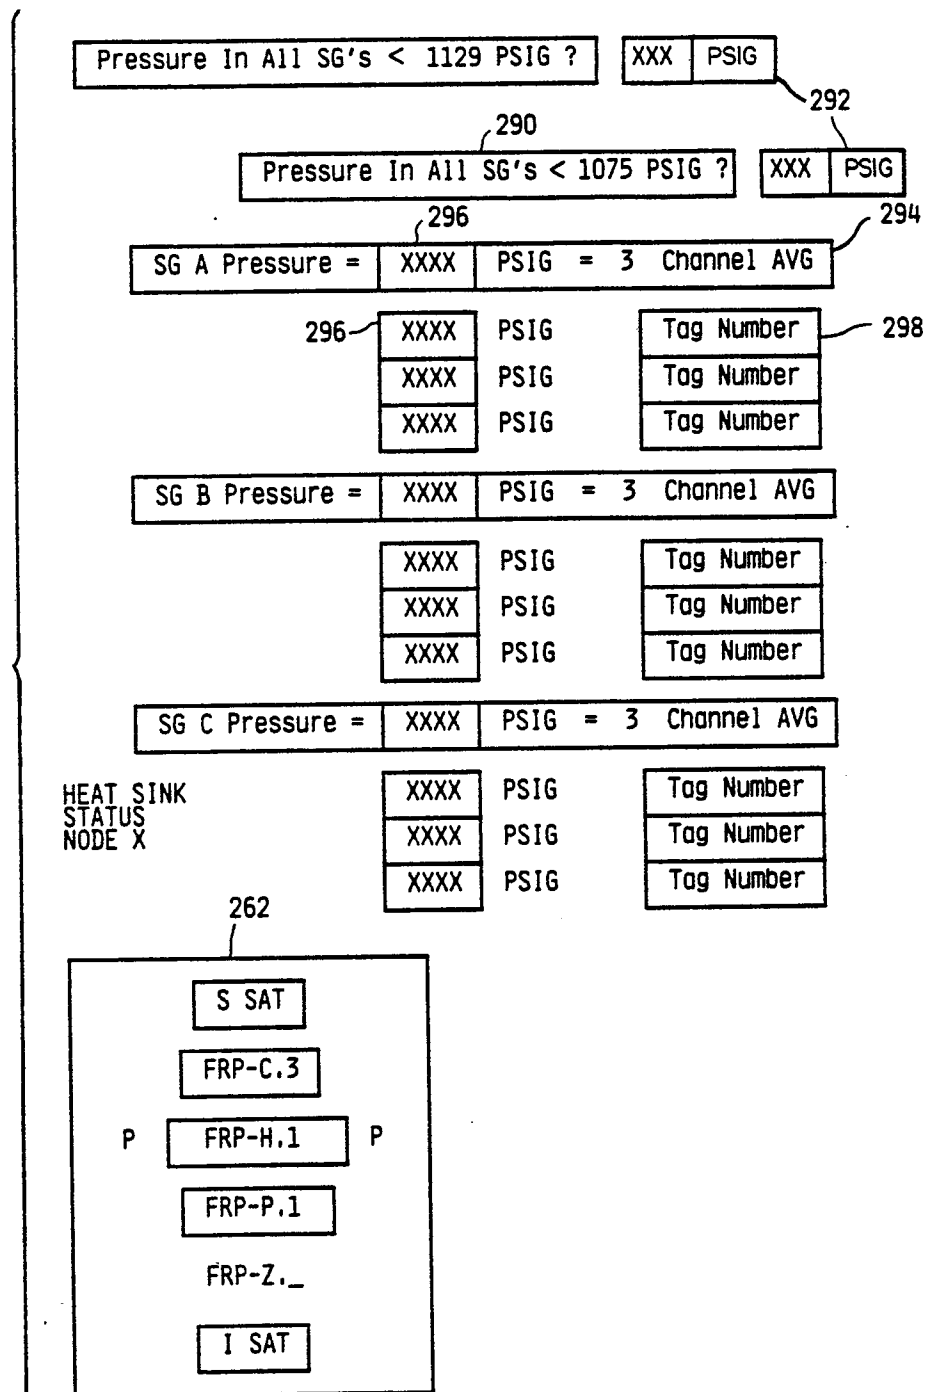 Pressure In All SG's < 1129 PSIG ? XXX PSIG
292
290
Pressure In All SG's < 1075 PSIG ? XXX PSIG
296 294
SG A Pressure = XXXX PSIG = 3 Channel AVG
296 XXXX PSIG Tag Number 298
XXXX PSIG Tag Number
XXXX PSIG Tag Number
SG B Pressure = XXXX PSIG = 3 Channel AVG
XXXX PSIG Tag Number
XXXX PSIG Tag Number
XXXX PSIG Tag Number
SG C Pressure = XXXX PSIG = 3 Channel AVG
HEAT SINK
STATUS
NODE X
XXXX PSIG Tag Number
XXXX PSIG Tag Number
XXXX PSIG Tag Number
262
S SAT
FRP-C.3
P FRP-H.1 P
FRP-P.1
FRP-Z._
I SAT